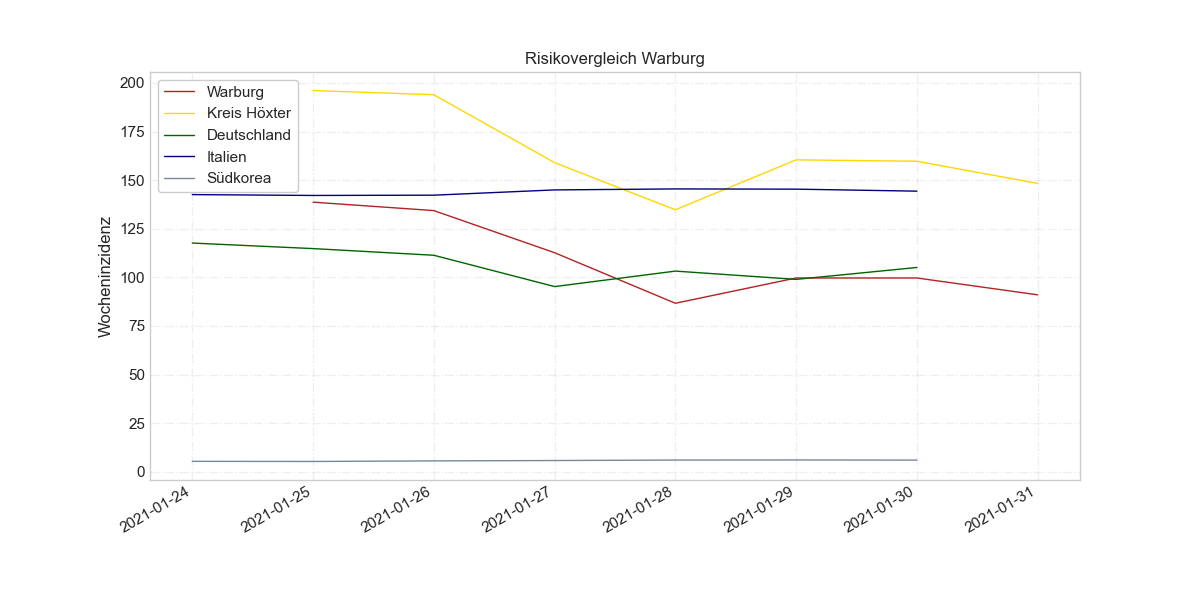 Risikovergleich Warburg
Warburg
Kreis Höxter
Deutschland
Italien
Südkorea
Wocheninzidenz
200
175
150
125
100
75
50
25
0
2021-01-24
2021-01-25
2021-01-26
2021-01-27
2021-01-28
2021-01-29
2021-01-30
2021-01-31